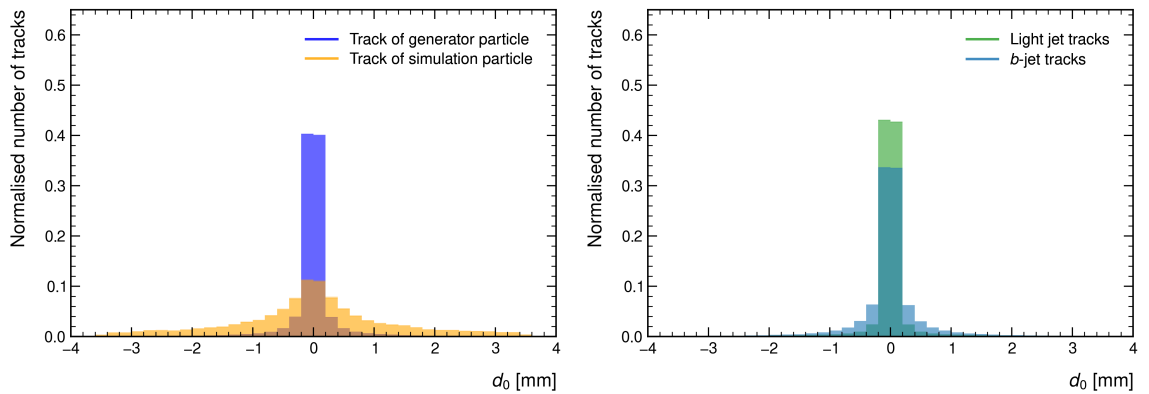 Normalised number of tracks
0.6
0.5
0.4
0.3
0.2
0.1
0.0
Track of generator particle
Track of simulation particle
−4 −3 −2 −1 0 1 2 3 4
d₀ [mm]
Normalised number of tracks
0.6
0.5
0.4
0.3
0.2
0.1
0.0
Light jet tracks
b-jet tracks
−4 −3 −2 −1 0 1 2 3 4
d₀ [mm]